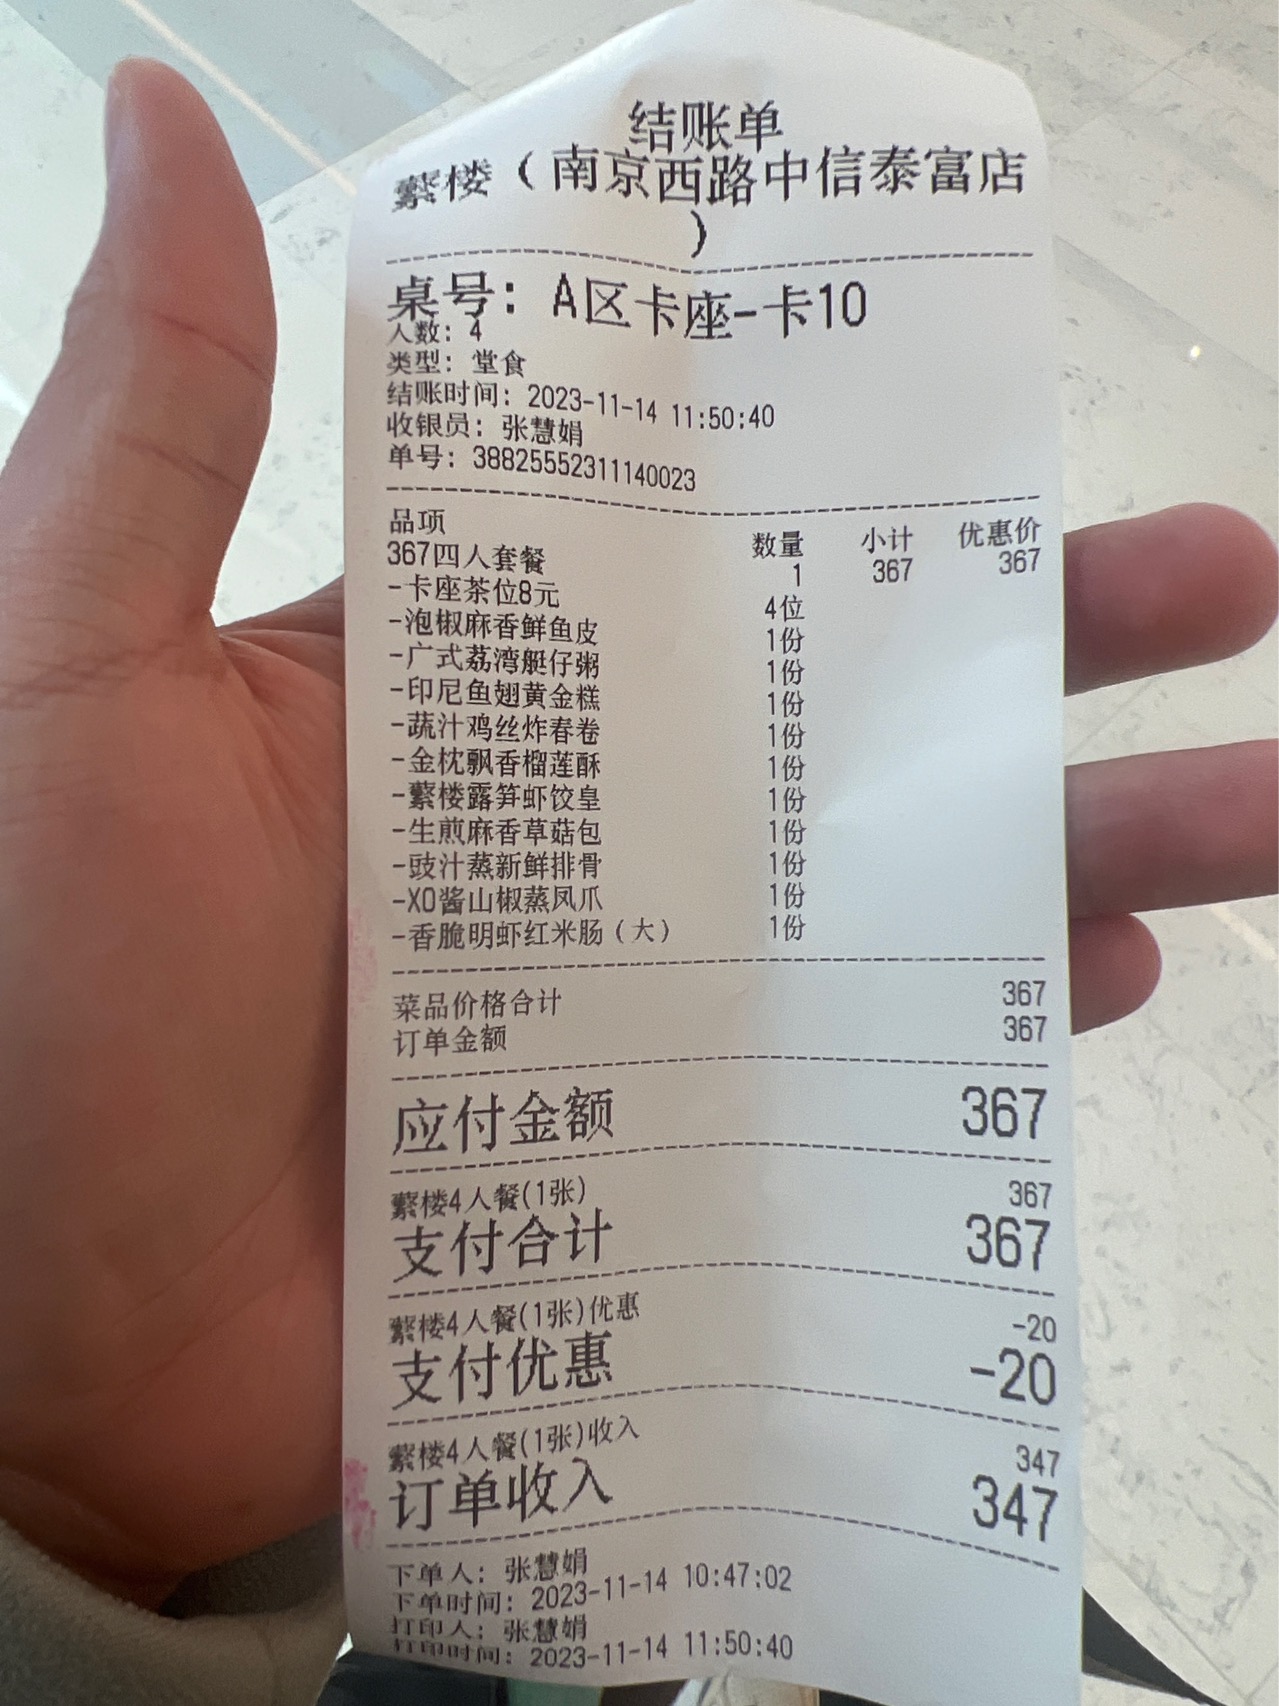 结账单
蘩楼（南京西路中信泰富店
）
桌号：A区卡座-卡10
人数：4
类型：堂食
结账时间：2023-11-14 11:50:40
收银员：张慧娟
单号：38825552311140023
品项 数量 小计 优惠价
367四人套餐 1 367 367
-卡座茶位8元 4位
-泡椒麻香鲜鱼皮 1份
-广式荔湾艇仔粥 1份
-印尼鱼翅黄金糕 1份
-蔬汁鸡丝炸春卷 1份
-金枕飘香榴莲酥 1份
-蘩楼露笋虾饺皇 1份
-生煎麻香草菇包 1份
-豉汁蒸新鲜排骨 1份
-XO酱山椒蒸凤爪 1份
-香脆明虾红米肠（大） 1份
菜品价格合计 367
订单金额 367
应付金额 367
蘩楼4人餐(1张) 367
支付合计 367
蘩楼4人餐(1张)优惠 -20
支付优惠 -20
蘩楼4人餐(1张)收入 347
订单收入 347
下单人：张慧娟
下单时间：2023-11-14 10:47:02
打印人：张慧娟
打印时间：2023-11-14 11:50:40